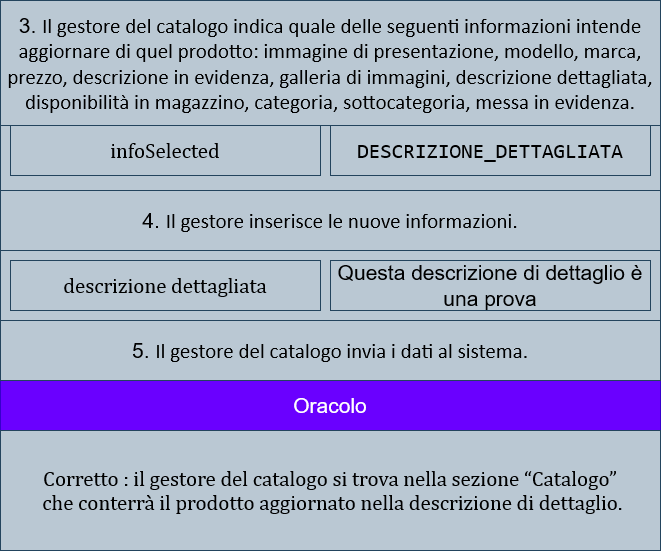 3. Il gestore del catalogo indica quale delle seguenti informazioni intende
aggiornare di quel prodotto: immagine di presentazione, modello, marca,
prezzo, descrizione in evidenza, galleria di immagini, descrizione dettagliata,
disponibilità in magazzino, categoria, sottocategoria, messa in evidenza.
infoSelected
DESCRIZIONE_DETTAGLIATA
4. Il gestore inserisce le nuove informazioni.
descrizione dettagliata
Questa descrizione di dettaglio è
una prova
5. Il gestore del catalogo invia i dati al sistema.
Oracolo
Corretto : il gestore del catalogo si trova nella sezione “Catalogo”
che conterrà il prodotto aggiornato nella descrizione di dettaglio.